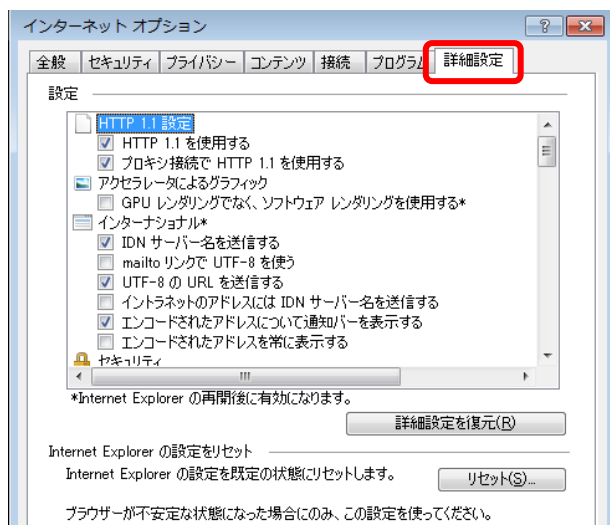 インターネット オプション
全般 セキュリティ プライバシー コンテンツ 接続 プログラム 詳細設定
設定
HTTP 1.1 設定
HTTP 1.1 を使用する
プロキシ接続で HTTP 1.1 を使用する
アクセラレータによるグラフィック
GPU レンダリングでなく、ソフトウェア レンダリングを使用する*
インターナショナル*
IDN サーバー名を送信する
mailto リンクで UTF-8 を使う
UTF-8 の URL を送信する
イントラネットのアドレスには IDN サーバー名を送信する
エンコードされたアドレスについて通知バーを表示する
エンコードされたアドレスを常に表示する
セキュリティ
*Internet Explorer の再開後に有効になります。
詳細設定を復元(R)
Internet Explorer の設定をリセット
Internet Explorer の設定を既定の状態にリセットします。
リセット(S)...
ブラウザーが不安定な状態になった場合にのみ、この設定を使ってください。